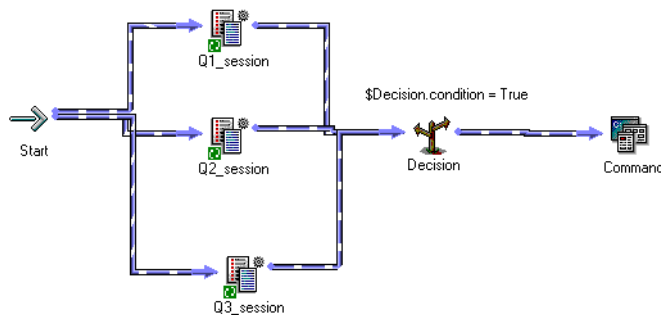 Q1_session
$Decision.condition = True
Start
Q2_session
Decision
Command
Q3_session